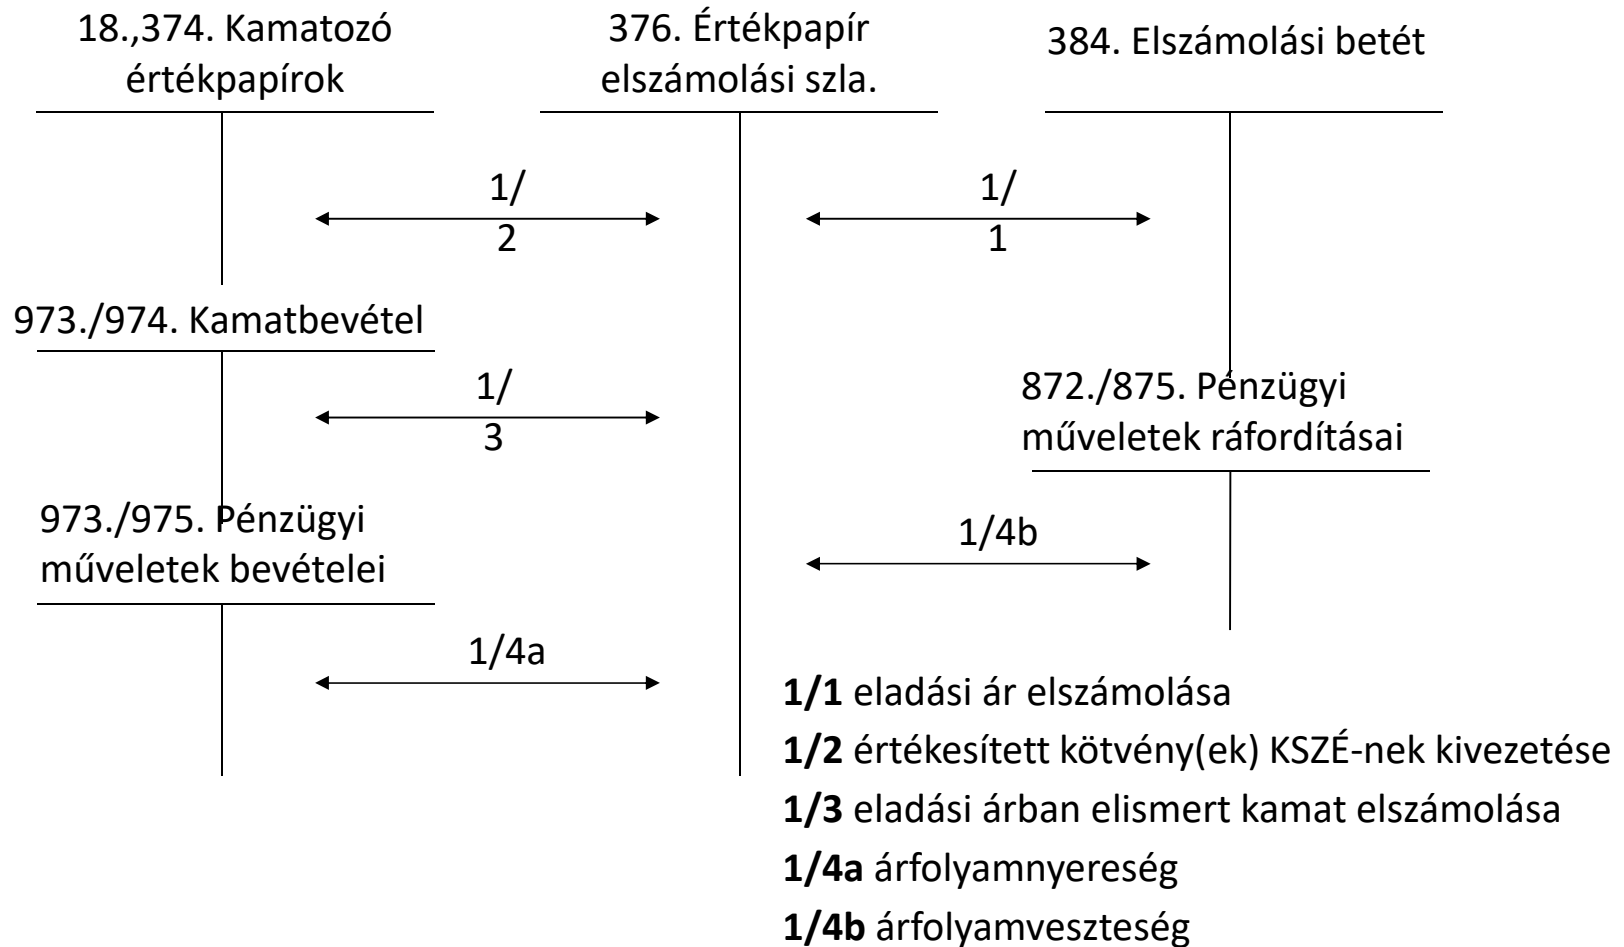 18.,374. Kamatozó
értékpapírok
376. Értékpapír
elszámolási szla.
384. Elszámolási betét
1/
2
1/
1
973./974. Kamatbevétel
1/
3
872./875. Pénzügyi
műveletek ráfordításai
973./975. Pénzügyi
műveletek bevételei
1/4b
1/4a
1/1 eladási ár elszámolása
1/2 értékesített kötvény(ek) KSZÉ-nek kivezetése
1/3 eladási árban elismert kamat elszámolása
1/4a árfolyamnyereség
1/4b árfolyamveszteség